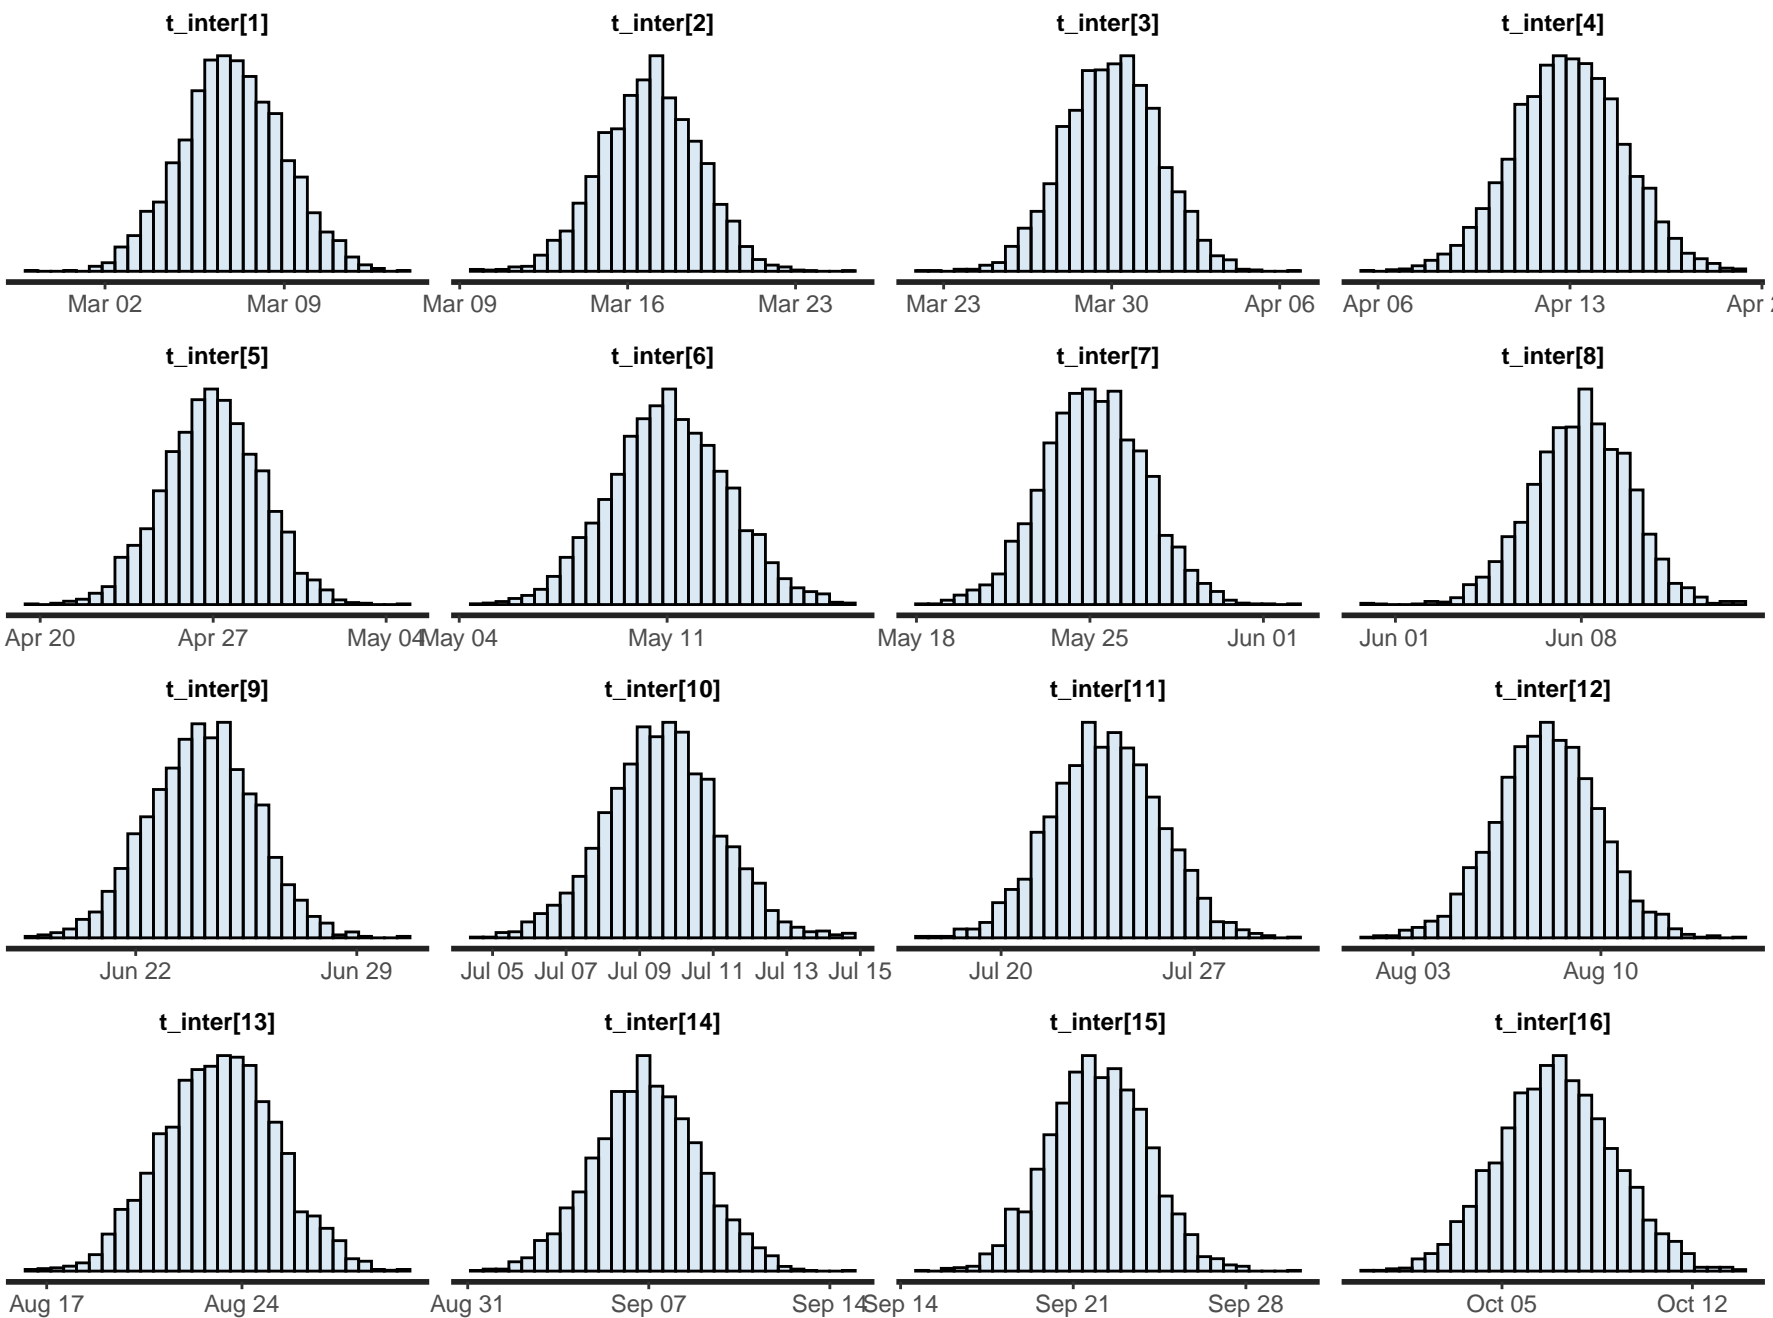 t_inter[1] t_inter[2] t_inter[3] t_inter[4]
Mar 02 Mar 09 Mar 09 Mar 16 Mar 23 Mar 23 Mar 30 Apr 06 Apr 06 Apr 13 Apr
t_inter[5] t_inter[6] t_inter[7] t_inter[8]
Apr 20 Apr 27 May 04 May 04 May 11 May 18 May 25 Jun 01 Jun 01 Jun 08
t_inter[9] t_inter[10] t_inter[11] t_inter[12]
Jun 22 Jun 29 Jul 05 Jul 07 Jul 09 Jul 11 Jul 13 Jul 15 Jul 20 Jul 27 Aug 03 Aug 10
t_inter[13] t_inter[14] t_inter[15] t_inter[16]
Aug 17 Aug 24 Aug 31 Sep 07 Sep 14 Sep 14 Sep 21 Sep 28 Oct 05 Oct 12